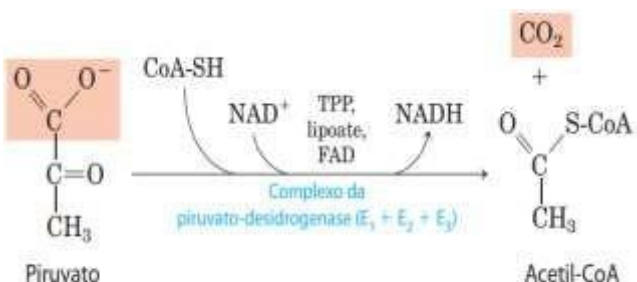 CO₂
+
O O⁻
C
C=O
CH₃
Piruvato
CoA-SH
NAD⁺
TPP,
lipoate,
FAD
NADH
Complexo da
piruvato-desidrogenase (E₁ + E₂ + E₃)
O S-CoA
C
CH₃
Acetil-CoA